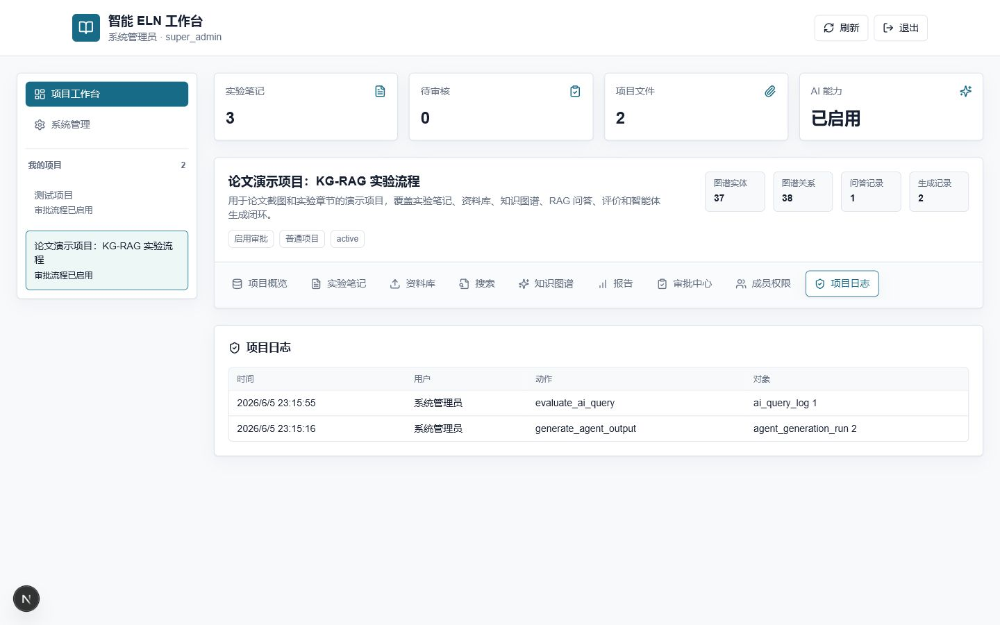 智能 ELN 工作台
系统管理员 · super_admin
刷新
退出
项目工作台
系统管理
我的项目 2
测试项目
审批流程已启用
论文演示项目：KG-RAG 实验流
程
审批流程已启用
实验笔记
3
待审核
0
项目文件
2
AI 能力
已启用
论文演示项目：KG-RAG 实验流程
用于论文截图和实验章节的演示项目，覆盖实验笔记、资料库、知识图谱、RAG 问答、评价和智能体
生成闭环。
启用审批 普通项目 active
图谱实体
37
图谱关系
38
问答记录
1
生成记录
2
项目概览 实验笔记 资料库 搜索 知识图谱 报告 审批中心 成员权限 项目日志
项目日志
时间 用户 动作 对象
2026/6/5 23:15:55 系统管理员 evaluate_ai_query ai_query_log 1
2026/6/5 23:15:16 系统管理员 generate_agent_output agent_generation_run 2
N